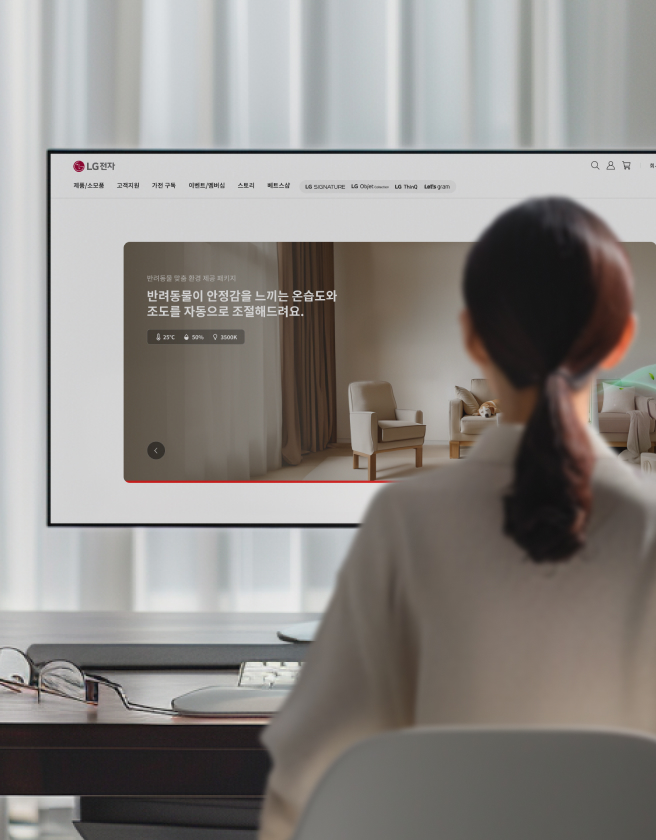 LG전자
제품/소모품 고객지원 가전 구독 이벤트/멤버십 스토리 베스트샵 LG SIGNATURE LG Objet Collection LG ThinQ LG gram
반려동물 맞춤 환경 제공 패키지
반려동물이 안정감을 느끼는 온습도와
조도를 자동으로 조절해드려요.
25℃ 50% 3500K